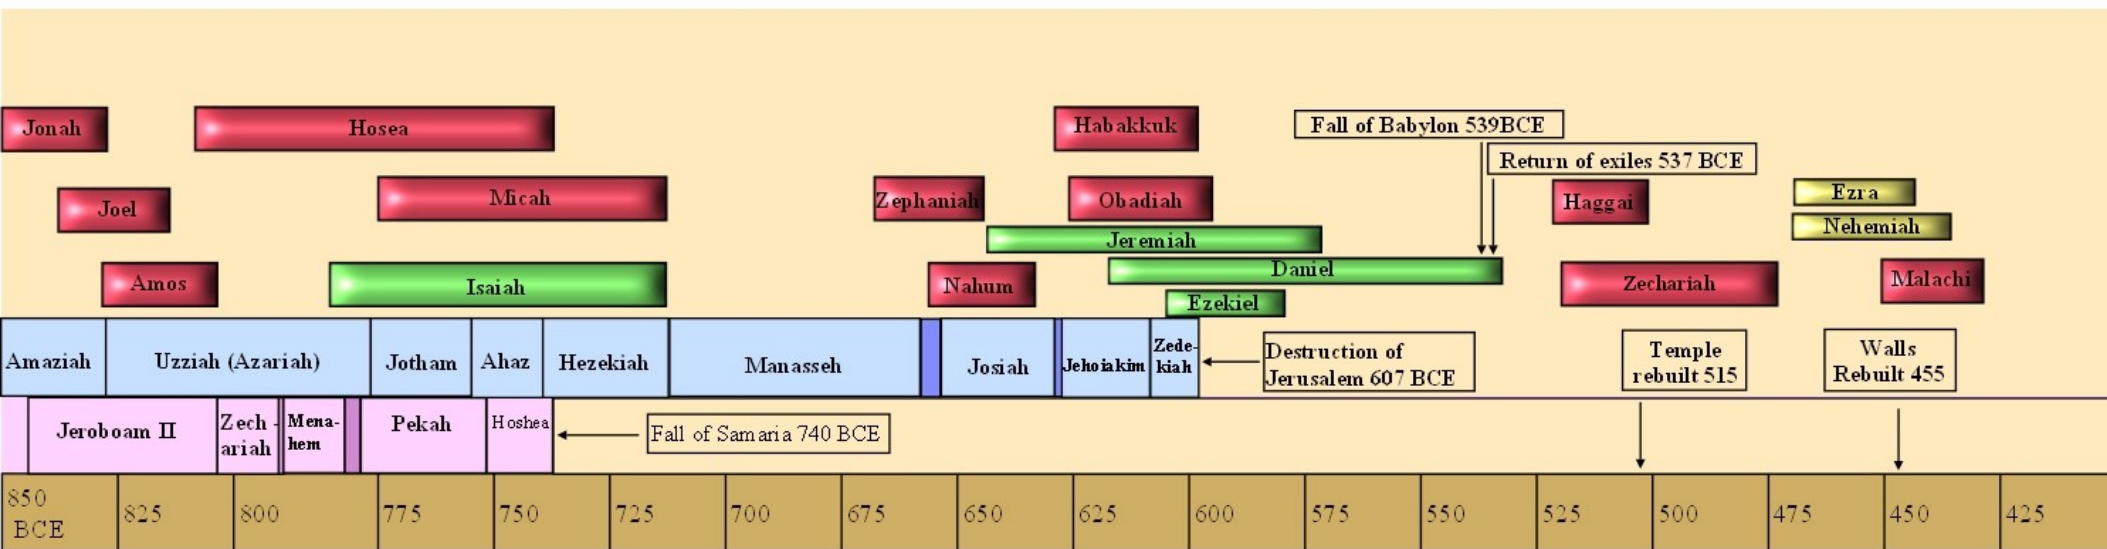 Jonah
Hosea
Habakkuk
Fall of Babylon 539BCE
Return of exiles 537 BCE
Joel
Micah
Zephaniah
Obadiah
Haggai
Ezra
Nehemiah
Jeremiah
Amos
Isaiah
Nahum
Daniel
Ezekiel
Zechariah
Malachi
Amaziah
Uzziah (Azariah)
Jotham
Ahaz
Hezekiah
Manasseh
Josiah
Jehoiakim
Zede-
kiah
Destruction of
Jerusalem 607 BCE
Temple
rebuilt 515
Walls
Rebuilt 455
Jeroboam II
Zech -
ariah
Mena-
hem
Pekah
Hoshea
Fall of Samaria 740 BCE
850
BCE
825
800
775
750
725
700
675
650
625
600
575
550
525
500
475
450
425